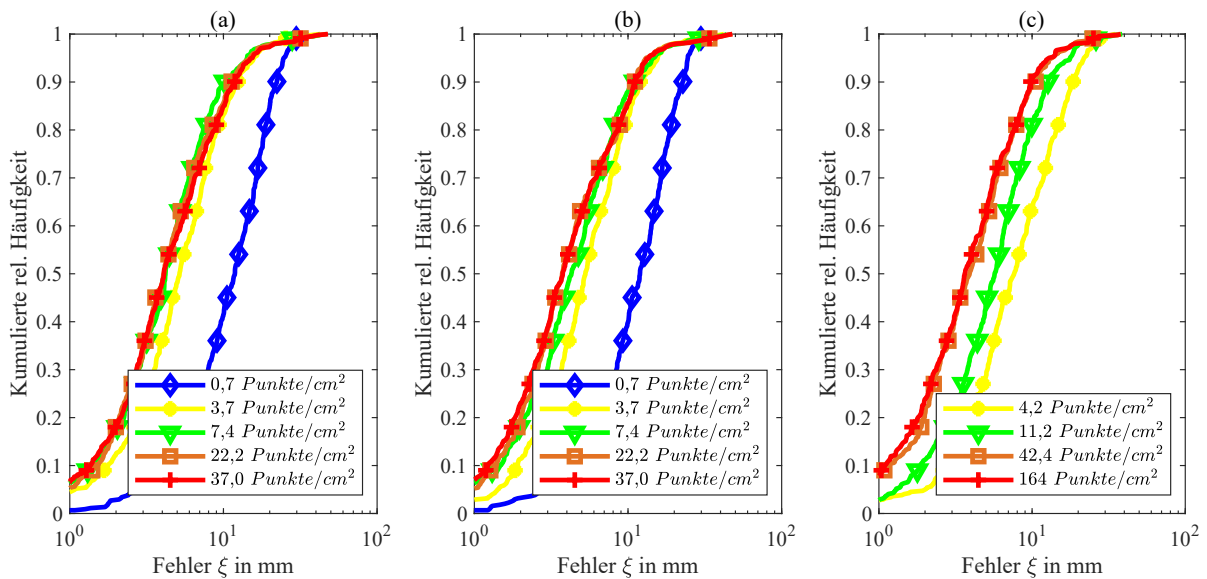 (a)
Kumulierte rel. Häufigkeit
1
0.9
0.8
0.7
0.6
0.5
0.4
0.3
0.2
0.1
0
0,7 Punkte/cm²
3,7 Punkte/cm²
7,4 Punkte/cm²
22,2 Punkte/cm²
37,0 Punkte/cm²
10⁰ 10¹ 10²
Fehler ξ in mm
(b)
Kumulierte rel. Häufigkeit
1
0.9
0.8
0.7
0.6
0.5
0.4
0.3
0.2
0.1
0
0,7 Punkte/cm²
3,7 Punkte/cm²
7,4 Punkte/cm²
22,2 Punkte/cm²
37,0 Punkte/cm²
10⁰ 10¹ 10²
Fehler ξ in mm
(c)
Kumulierte rel. Häufigkeit
1
0.9
0.8
0.7
0.6
0.5
0.4
0.3
0.2
0.1
0
4,2 Punkte/cm²
11,2 Punkte/cm²
42,4 Punkte/cm²
164 Punkte/cm²
10⁰ 10¹ 10²
Fehler ξ in mm